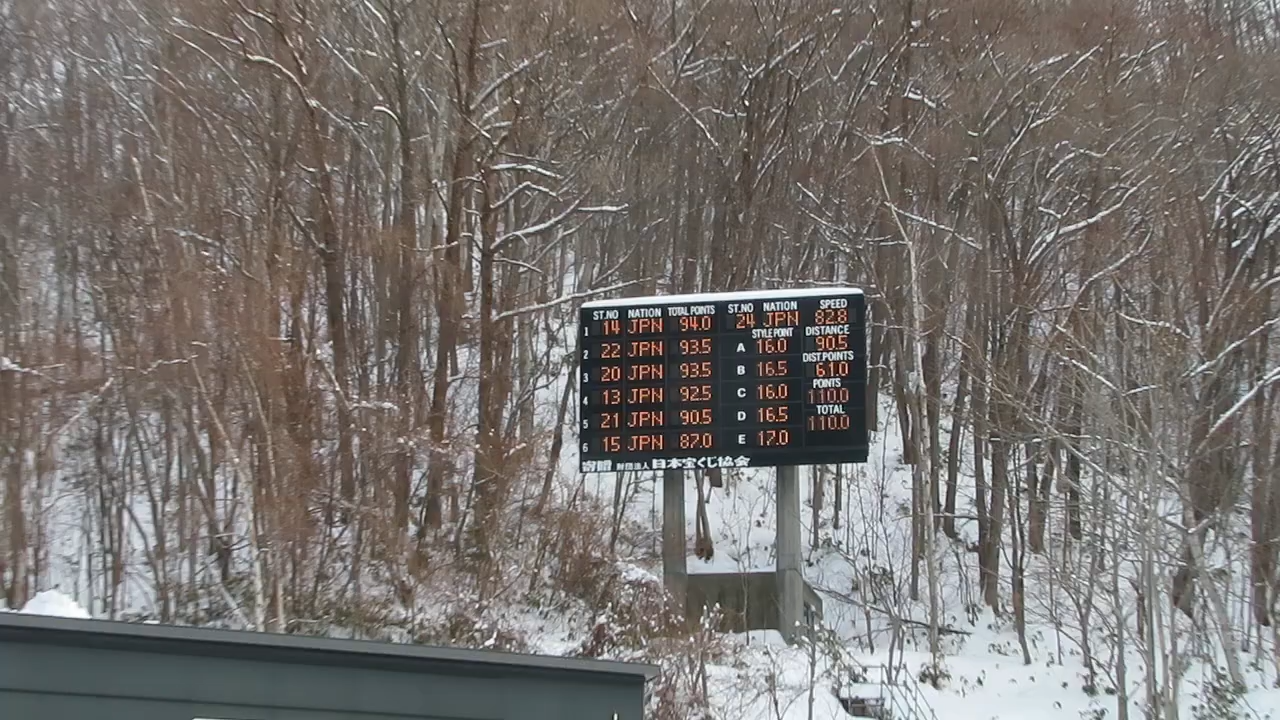 ST.NO NATION TOTAL POINTS
1 14 JPN 94.0
2 22 JPN 93.5
3 20 JPN 93.5
4 13 JPN 92.5
5 21 JPN 90.5
6 15 JPN 87.0
ST.NO NATION SPEED
24 JPN 82.8
STYLE POINT DISTANCE
A 16.0 90.5
DIST.POINTS
B 16.5 61.0
POINTS
C 16.0 110.0
TOTAL
D 16.5 110.0
E 17.0
寄贈 財団法人 日本宝くじ協会